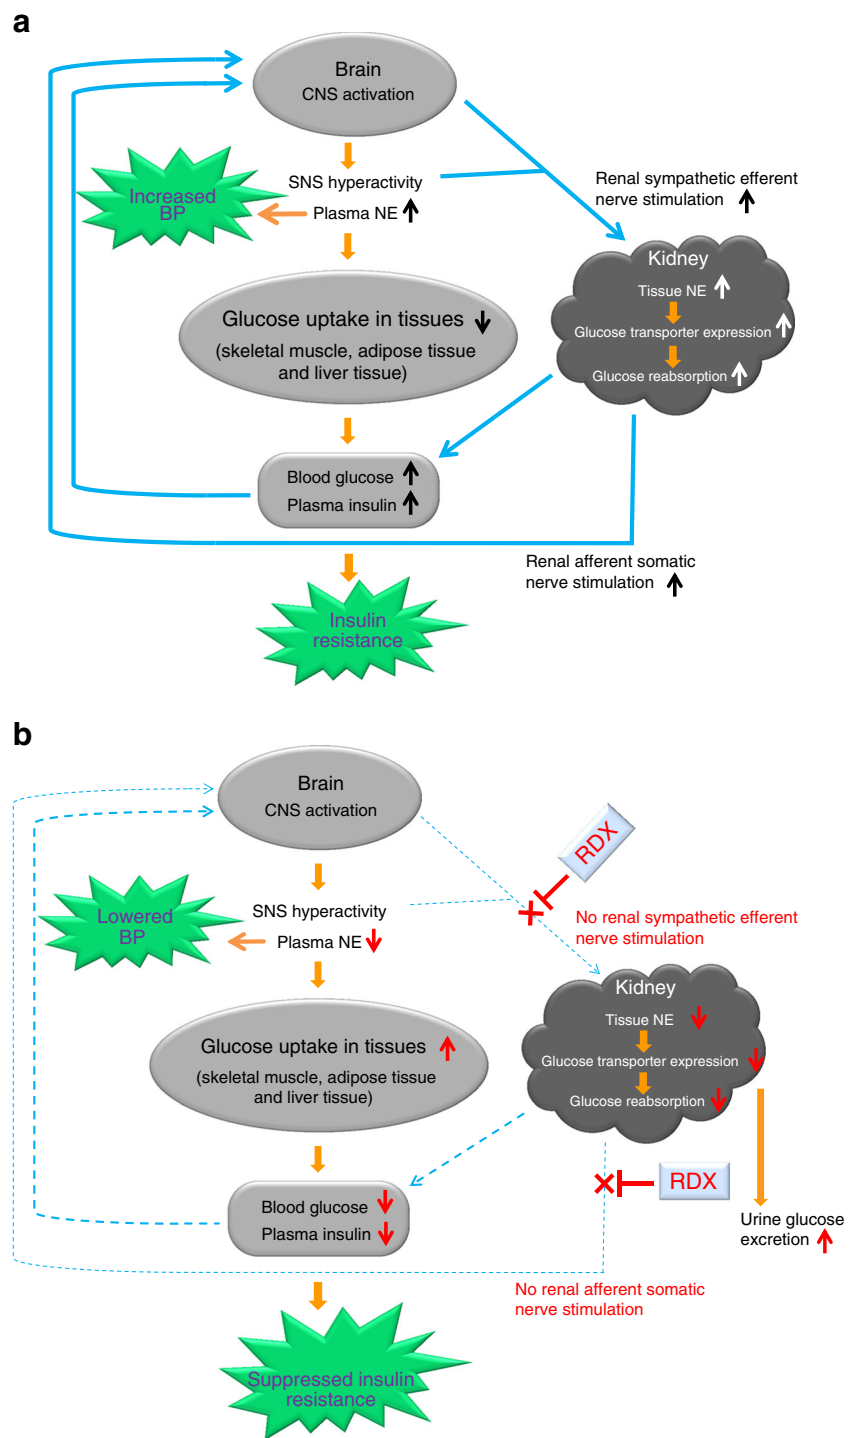 a
Brain
CNS activation
Increased
BP
SNS hyperactivity
Plasma NE
Renal sympathetic efferent
nerve stimulation
Kidney
Tissue NE
Glucose transporter expression
Glucose reabsorption
Glucose uptake in tissues
(skeletal muscle, adipose tissue
and liver tissue)
Blood glucose
Plasma insulin
Renal afferent somatic
nerve stimulation
Insulin
resistance
b
Brain
CNS activation
RDX
Lowered
BP
SNS hyperactivity
Plasma NE
No renal sympathetic efferent
nerve stimulation
Kidney
Tissue NE
Glucose transporter expression
Glucose reabsorption
Glucose uptake in tissues
(skeletal muscle, adipose tissue
and liver tissue)
RDX
Blood glucose
Plasma insulin
Urine glucose
excretion
No renal afferent somatic
nerve stimulation
Suppressed insulin
resistance